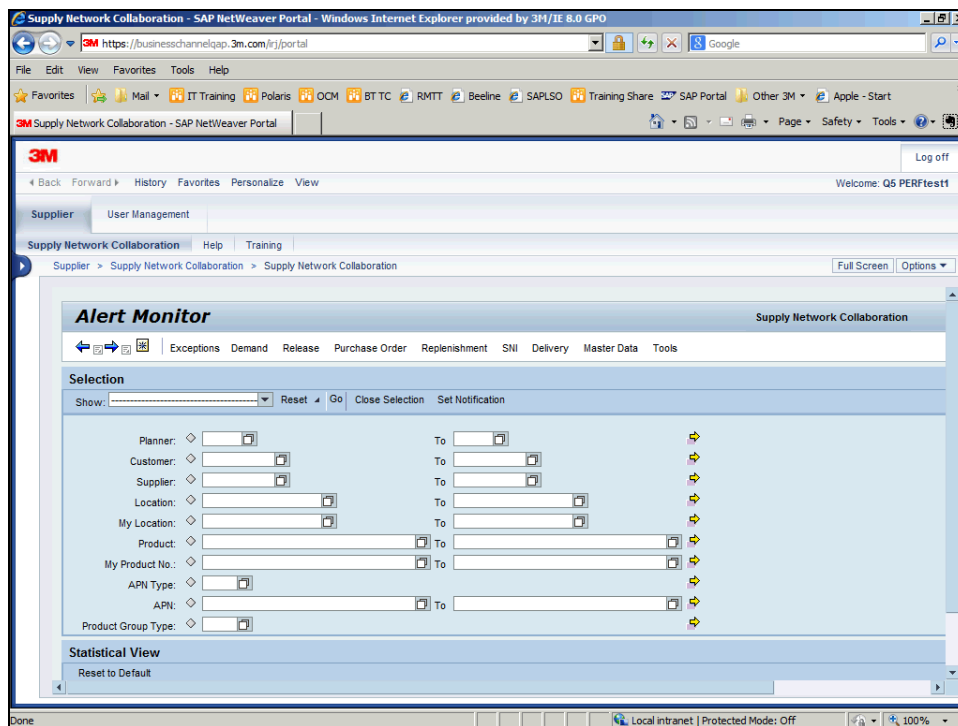 Supply Network Collaboration - SAP NetWeaver Portal - Windows Internet Explorer provided by 3M/IE 8.0 GPO
3M https://businesschannelqap.3m.com/irj/portal
Google
File Edit View Favorites Tools Help
Favorites Mail IT Training Polaris OCM BT TC RMTT Beeline SAPLSO Training Share SAP Portal Other 3M Apple - Start
3M Supply Network Collaboration - SAP NetWeaver Portal Page Safety Tools
3M Log off
Back Forward History Favorites Personalize View Welcome: Q5 PERFtest1
Supplier User Management
Supply Network Collaboration Help Training
Supplier > Supply Network Collaboration > Supply Network Collaboration Full Screen Options
Alert Monitor Supply Network Collaboration
Exceptions Demand Release Purchase Order Replenishment SNI Delivery Master Data Tools
Selection
Show: Reset Go Close Selection Set Notification
Planner: To
Customer: To
Supplier: To
Location: To
My Location: To
Product: To
My Product No.: To
APN Type:
APN: To
Product Group Type:
Statistical View
Reset to Default
Done Local intranet | Protected Mode: Off 100%